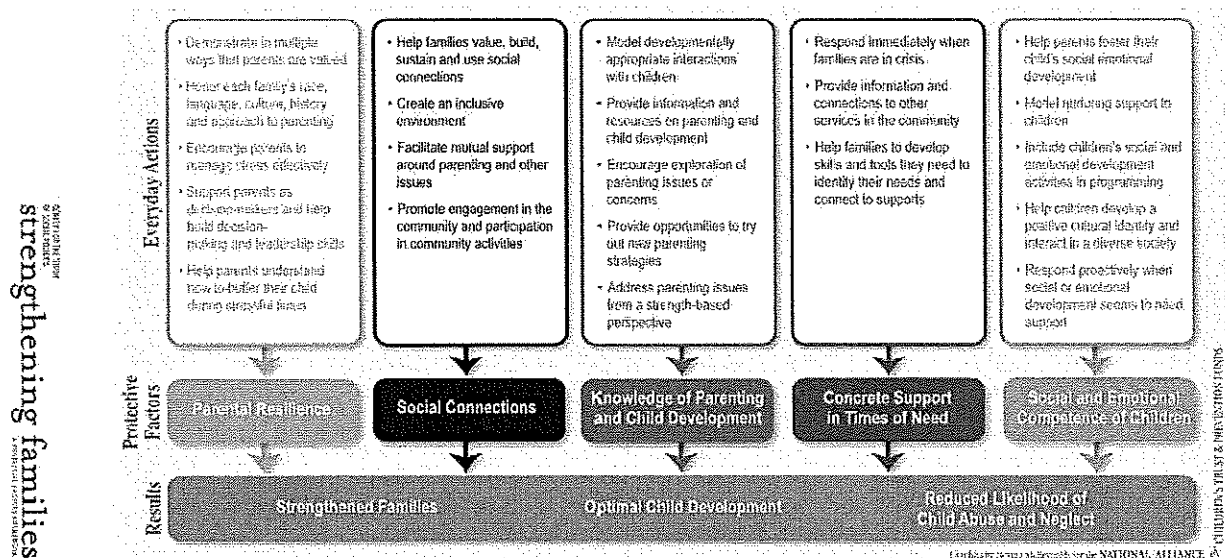 CENTER FOR THE STUDY
OF SOCIAL POLICY'S
strengthening families
Everyday Actions
• Demonstrate in multiple
ways that parents are valued
• Honor each family's race,
language, culture, history
and approach to parenting
• Encourage parents to
manage stress effectively
• Support parents as
decision-makers and help
build decision-
making and leadership skills
• Help parents understand
how to buffer their child
during stressful times
• Help families value, build,
sustain and use social
connections
• Create an inclusive
environment
• Facilitate mutual support
around parenting and other
issues
• Promote engagement in the
community and participation
in community activities
• Model developmentally
appropriate interactions
with children
• Provide information and
resources on parenting and
child development
• Encourage exploration of
parenting issues or
concerns
• Provide opportunities to try
out new parenting
strategies
• Address parenting issues
from a strength-based
perspective
• Respond immediately when
families are in crisis
• Provide information and
connections to other
services in the community
• Help families to develop
skills and tools they need to
identify their needs and
connect to supports
• Help parents foster their
child's social emotional
development
• Model nurturing support to
children
• Include children's social and
emotional development
activities in programming
• Help children develop a
positive cultural identity and
interact in a diverse society
• Respond proactively when
social or emotional
development seems to need
support
Protective
Factors
Parental Resilience
Social Connections
Knowledge of Parenting
and Child Development
Concrete Support
in Times of Need
Social and Emotional
Competence of Children
Results
Strengthened Families
Optimal Child Development
Reduced Likelihood of
Child Abuse and Neglect
NATIONAL ALLIANCE
CHILDREN'S TRUST & PREVENTION FUNDS